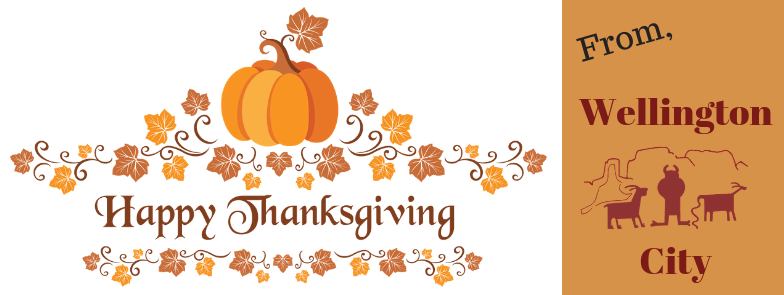 Happy Thanksgiving
From,
Wellington
City